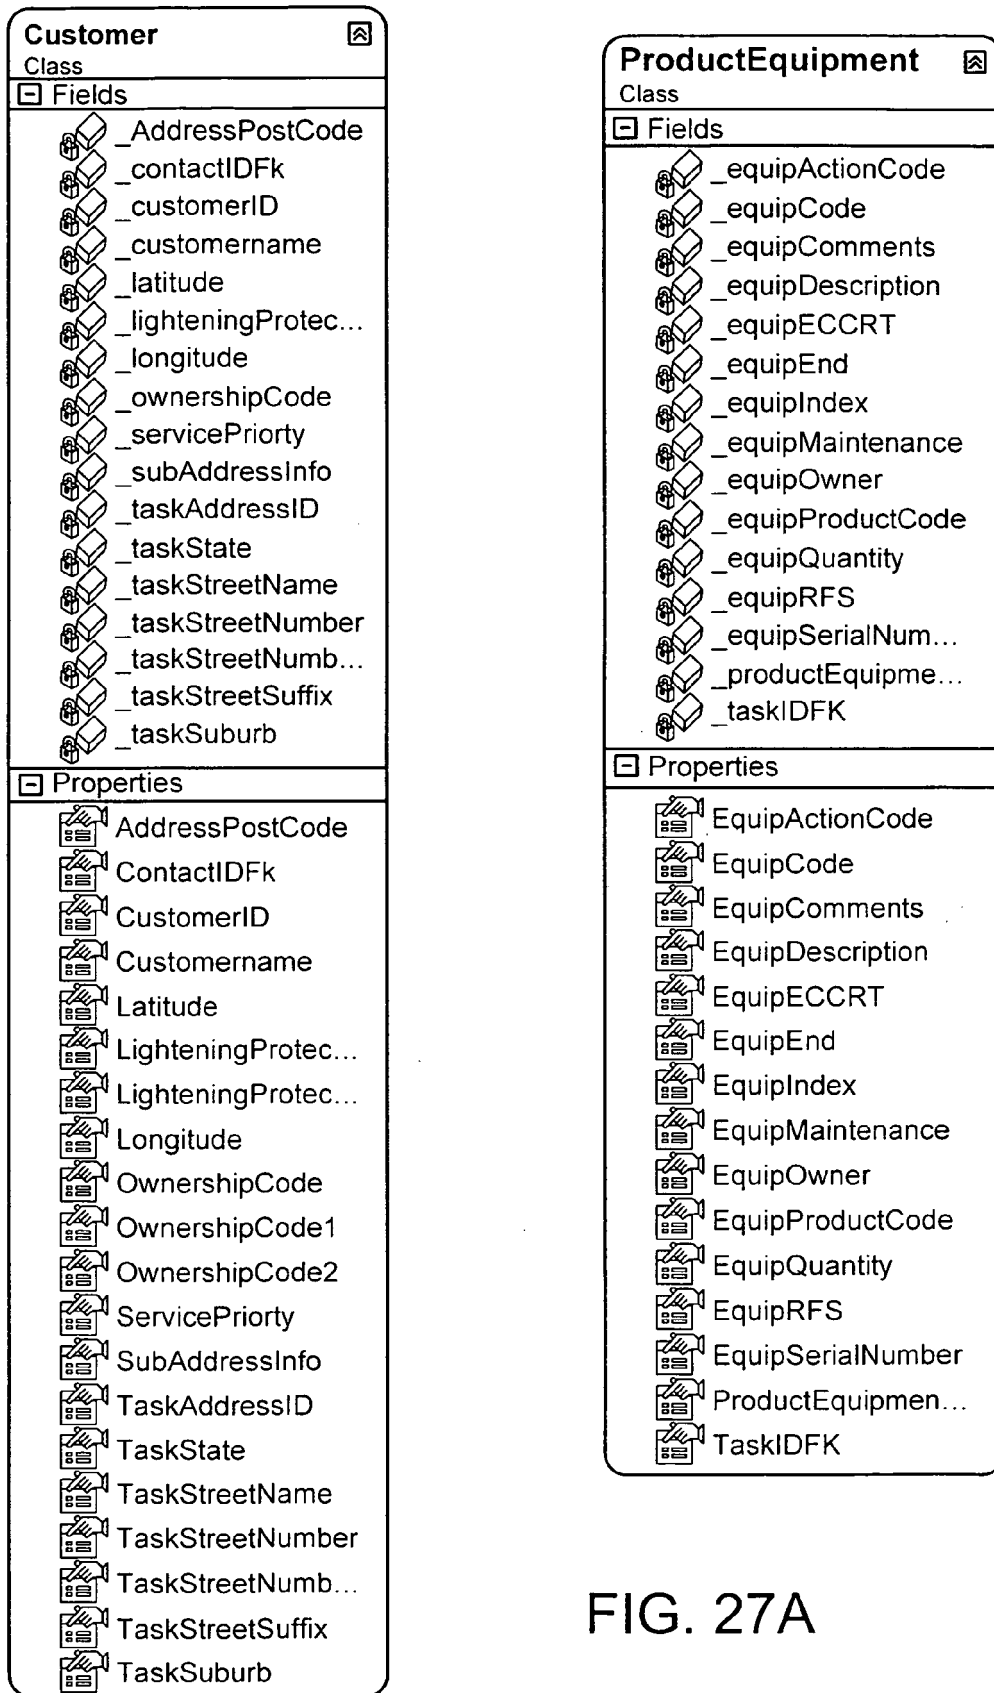 Customer
Class
Fields
_AddressPostCode
_contactIDFk
_customerID
_customername
_latitude
_lighteningProtec...
_longitude
_ownershipCode
_servicePriorty
_subAddressInfo
_taskAddressID
_taskState
_taskStreetName
_taskStreetNumber
_taskStreetNumb...
_taskStreetSuffix
_taskSuburb
Properties
AddressPostCode
ContactIDFk
CustomerID
Customername
Latitude
LighteningProtec...
LighteningProtec...
Longitude
OwnershipCode
OwnershipCode1
OwnershipCode2
ServicePriorty
SubAddressInfo
TaskAddressID
TaskState
TaskStreetName
TaskStreetNumber
TaskStreetNumb...
TaskStreetSuffix
TaskSuburb
ProductEquipment
Class
Fields
_equipActionCode
_equipCode
_equipComments
_equipDescription
_equipECCRT
_equipEnd
_equipIndex
_equipMaintenance
_equipOwner
_equipProductCode
_equipQuantity
_equipRFS
_equipSerialNum...
_productEquipme...
_taskIDFK
Properties
EquipActionCode
EquipCode
EquipComments
EquipDescription
EquipECCRT
EquipEnd
EquipIndex
EquipMaintenance
EquipOwner
EquipProductCode
EquipQuantity
EquipRFS
EquipSerialNumber
ProductEquipmen...
TaskIDFK
FIG. 27A